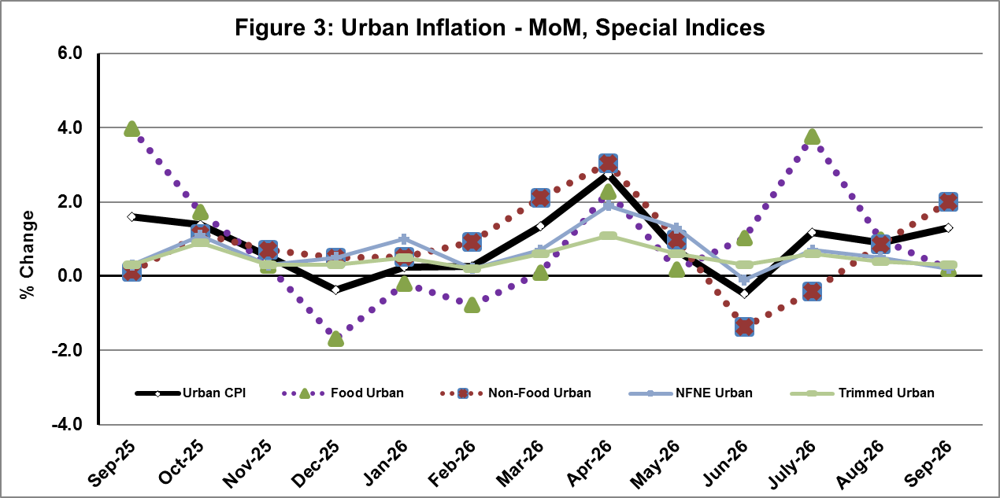 Figure 3: Urban Inflation - MoM, Special Indices
6.0
4.0
2.0
0.0
-2.0
-4.0
% Change
Urban CPI Food Urban Non-Food Urban NFNE Urban Trimmed Urban
Sep-25 Oct-25 Nov-25 Dec-25 Jan-26 Feb-26 Mar-26 Apr-26 May-26 Jun-26 July-26 Aug-26 Sep-26